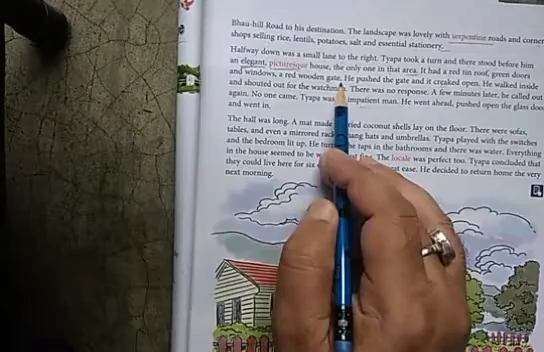 Bhau-hill Road to his destination. The landscape was lovely with serpentine roads and corner
shops selling rice, lentils, potatoes, salt and essential stationery.
Halfway down was a small lane to the right. Tyapa took a turn and there stood before him
an elegant, picturesque house, the only one in that area. It had a red tin roof, green doors
and windows, a red wooden gate. He pushed the gate and it creaked open. He walked inside
and shouted out for the watchman. There was no response. A few minutes later, he called out
again. No one came. Tyapa was impatient man. He went ahead, pushed open the glass door
and went in.
The hall was long. A mat made dried coconut shells lay on the floor. There were sofas,
tables, and even a mirrored rack hang hats and umbrellas. Tyapa played with the switches
and the bedroom lit up. He turned the taps in the bathrooms and there was water. Everything
in the house seemed to be The locale was perfect too. Tyapa concluded that
they could live here for six at ease. He decided to return home the very
next morning.